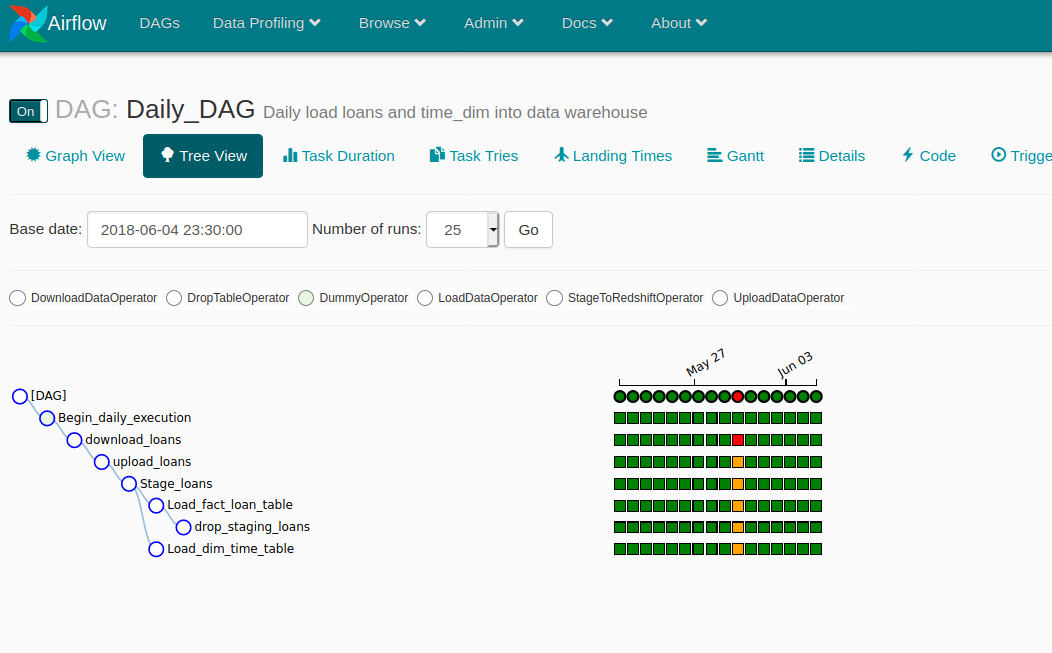 Airflow DAGs Data Profiling Browse Admin Docs About
On DAG: Daily_DAG Daily load loans and time_dim into data warehouse
Graph View Tree View Task Duration Task Tries Landing Times Gantt Details Code Trigge
Base date: 2018-06-04 23:30:00 Number of runs: 25 Go
DownloadDataOperator DropTableOperator DummyOperator LoadDataOperator StageToRedshiftOperator UploadDataOperator
May 27 Jun 03
[DAG]
Begin_daily_execution
download_loans
upload_loans
Stage_loans
Load_fact_loan_table
drop_staging_loans
Load_dim_time_table